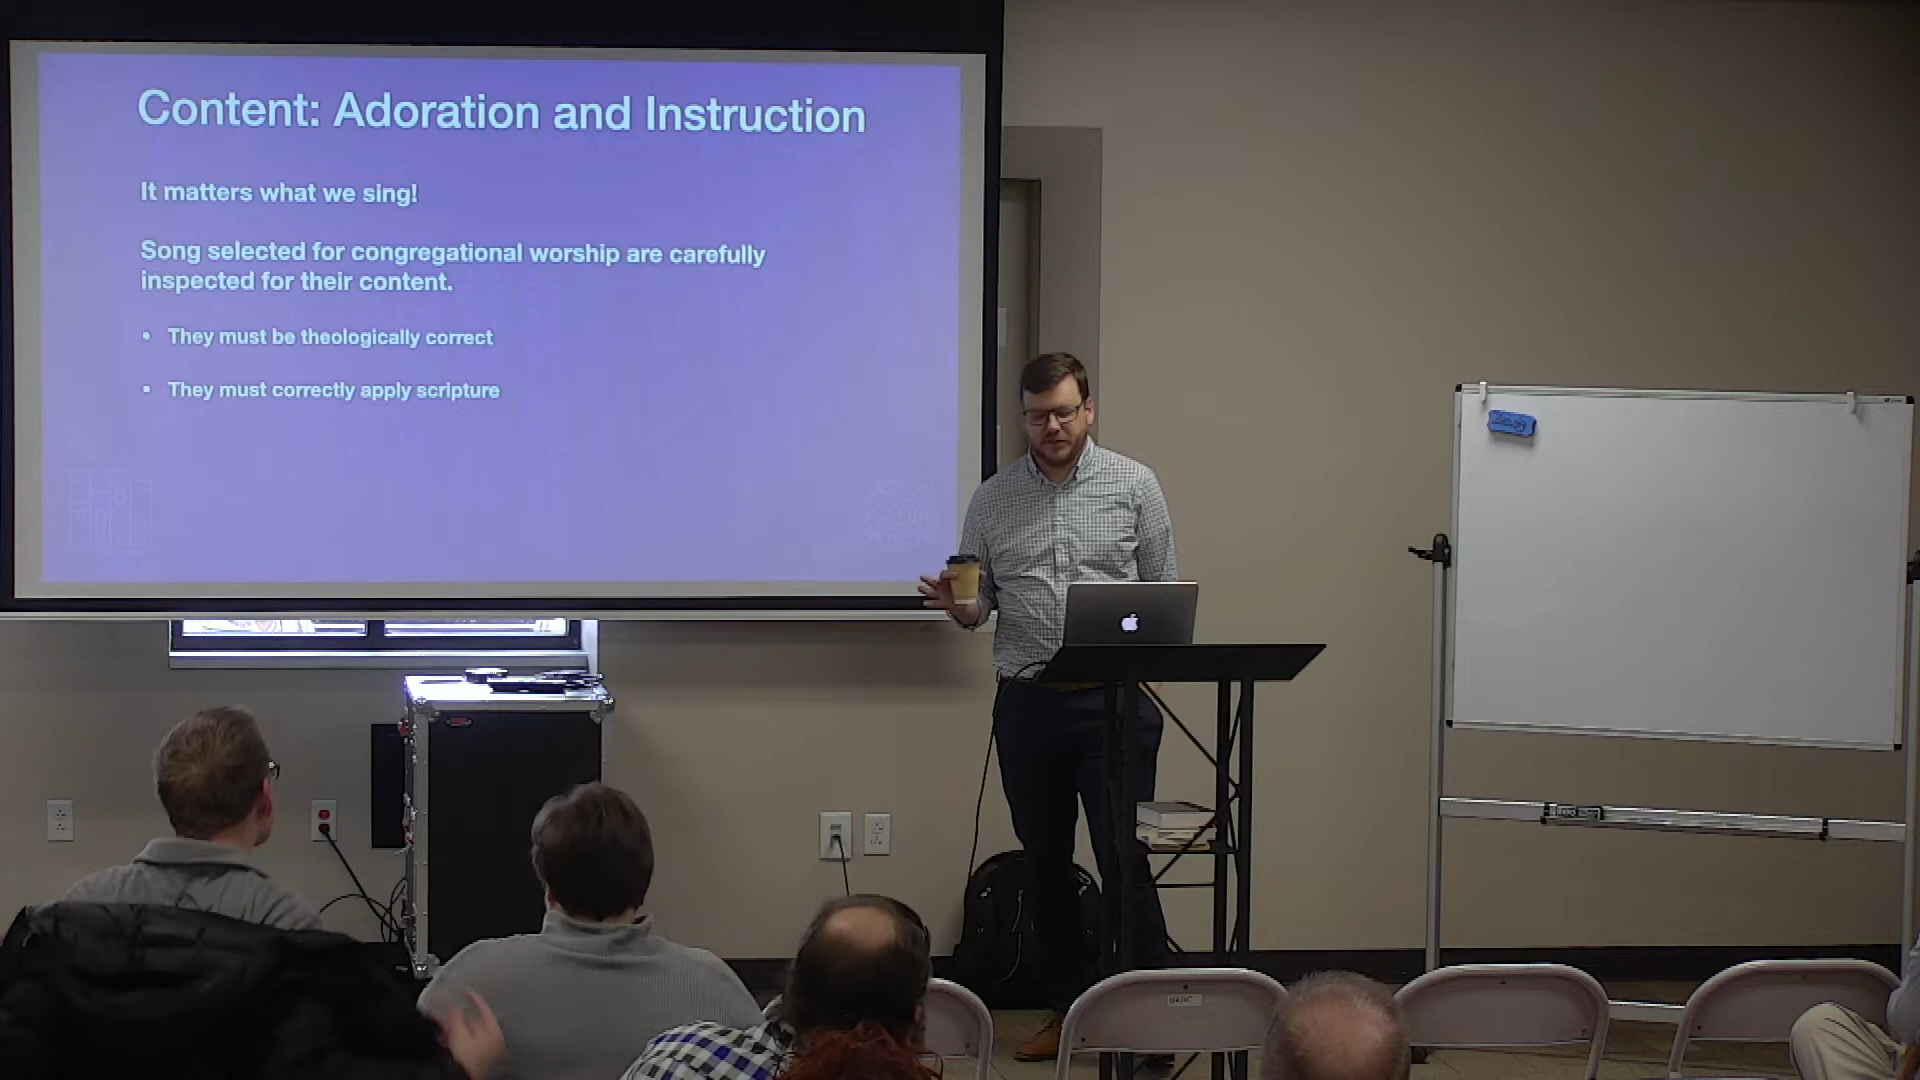 Content: Adoration and Instruction
It matters what we sing!
Song selected for congregational worship are carefully
inspected for their content.
• They must be theologically correct
• They must correctly apply scripture